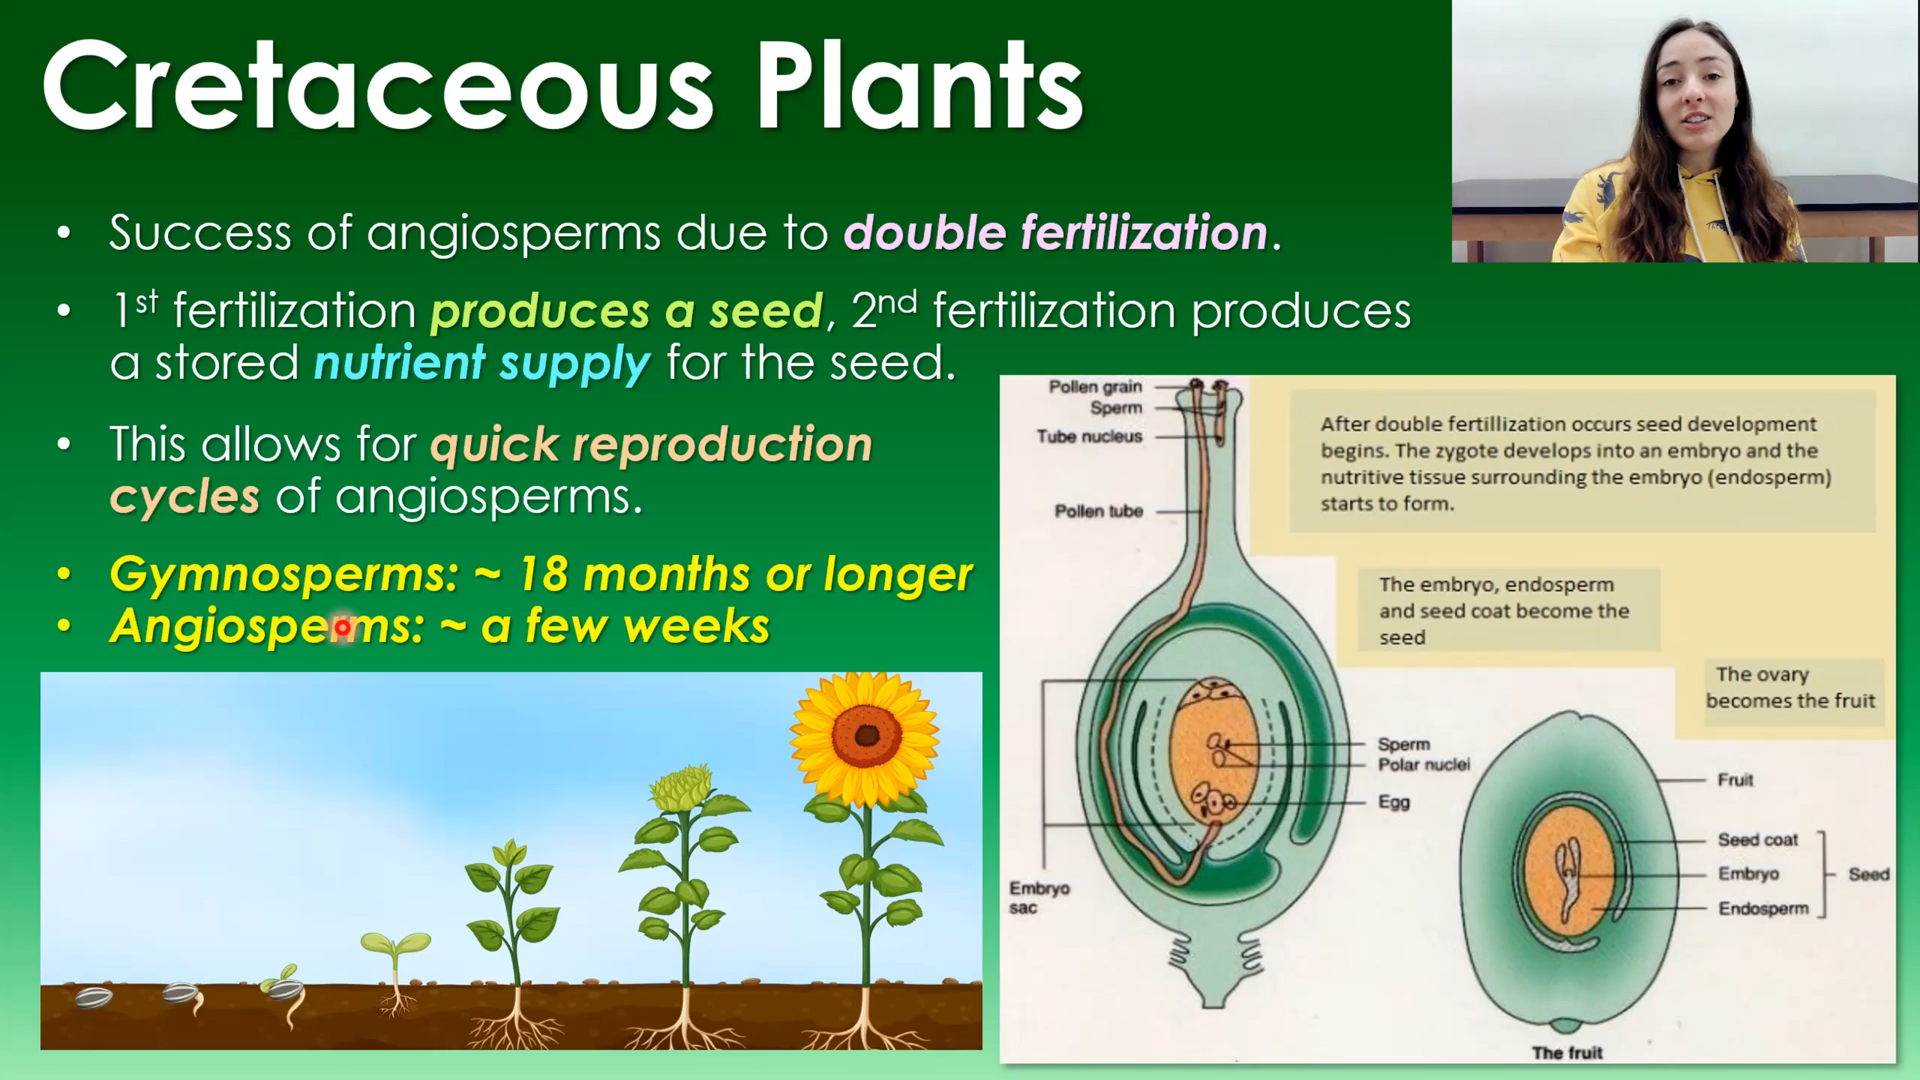 Cretaceous Plants
• Success of angiosperms due to double fertilization.
• 1st fertilization produces a seed, 2nd fertilization produces
a stored nutrient supply for the seed.
• This allows for quick reproduction
cycles of angiosperms.
• Gymnosperms: ~ 18 months or longer
• Angiosperms: ~ a few weeks
Pollen grain
Sperm
Tube nucleus
Pollen tube
After double fertillization occurs seed development
begins. The zygote develops into an embryo and the
nutritive tissue surrounding the embryo (endosperm)
starts to form.
The embryo, endosperm
and seed coat become the
seed
The ovary
becomes the fruit
Sperm
Polar nuclei
Egg
Embryo
sac
Fruit
Seed coat
Embryo
Endosperm
Seed
The fruit